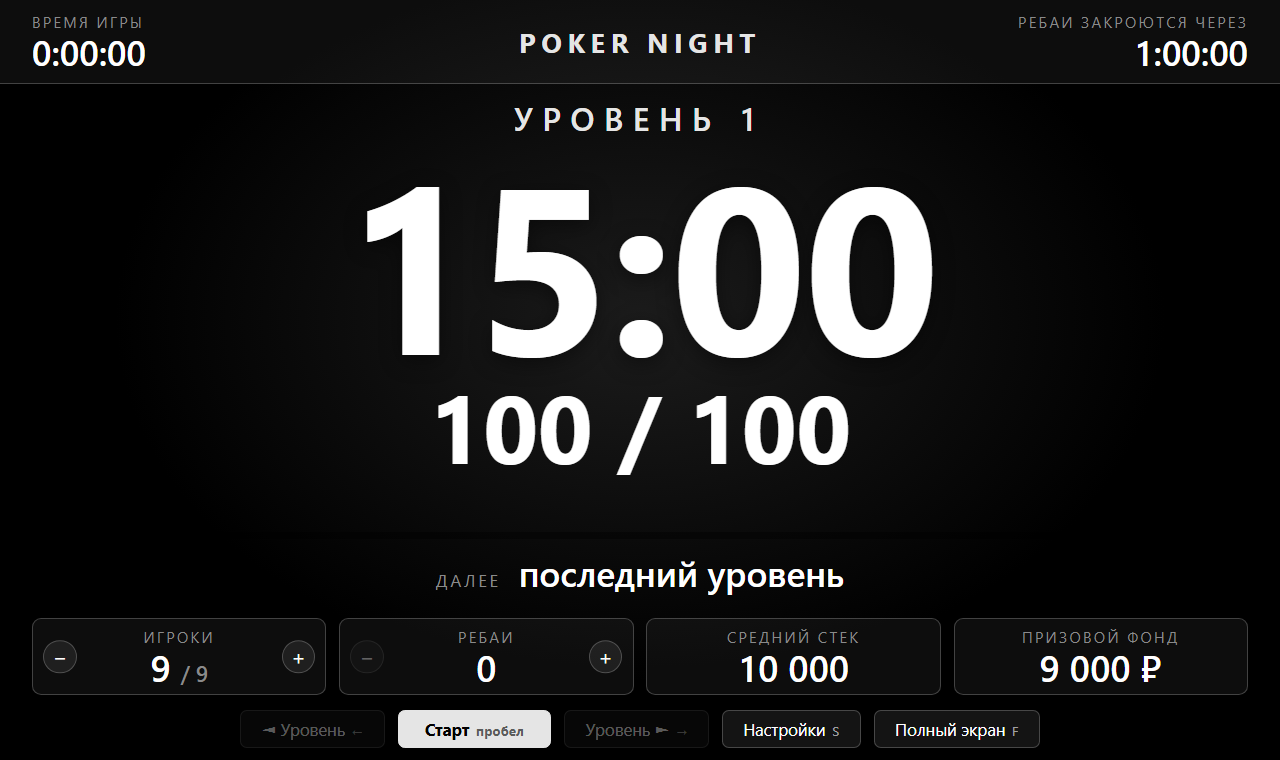 ВРЕМЯ ИГРЫ
0:00:00
POKER NIGHT
РЕБАИ ЗАКРОЮТСЯ ЧЕРЕЗ
1:00:00
УРОВЕНЬ 1
15:00
100 / 100
ДАЛЕЕ последний уровень
ИГРОКИ
− 9 / 9 +
РЕБАИ
− 0 +
СРЕДНИЙ СТЕК
10 000
ПРИЗОВОЙ ФОНД
9 000 ₽
◄ Уровень ←
Старт пробел
Уровень ► →
Настройки S
Полный экран F